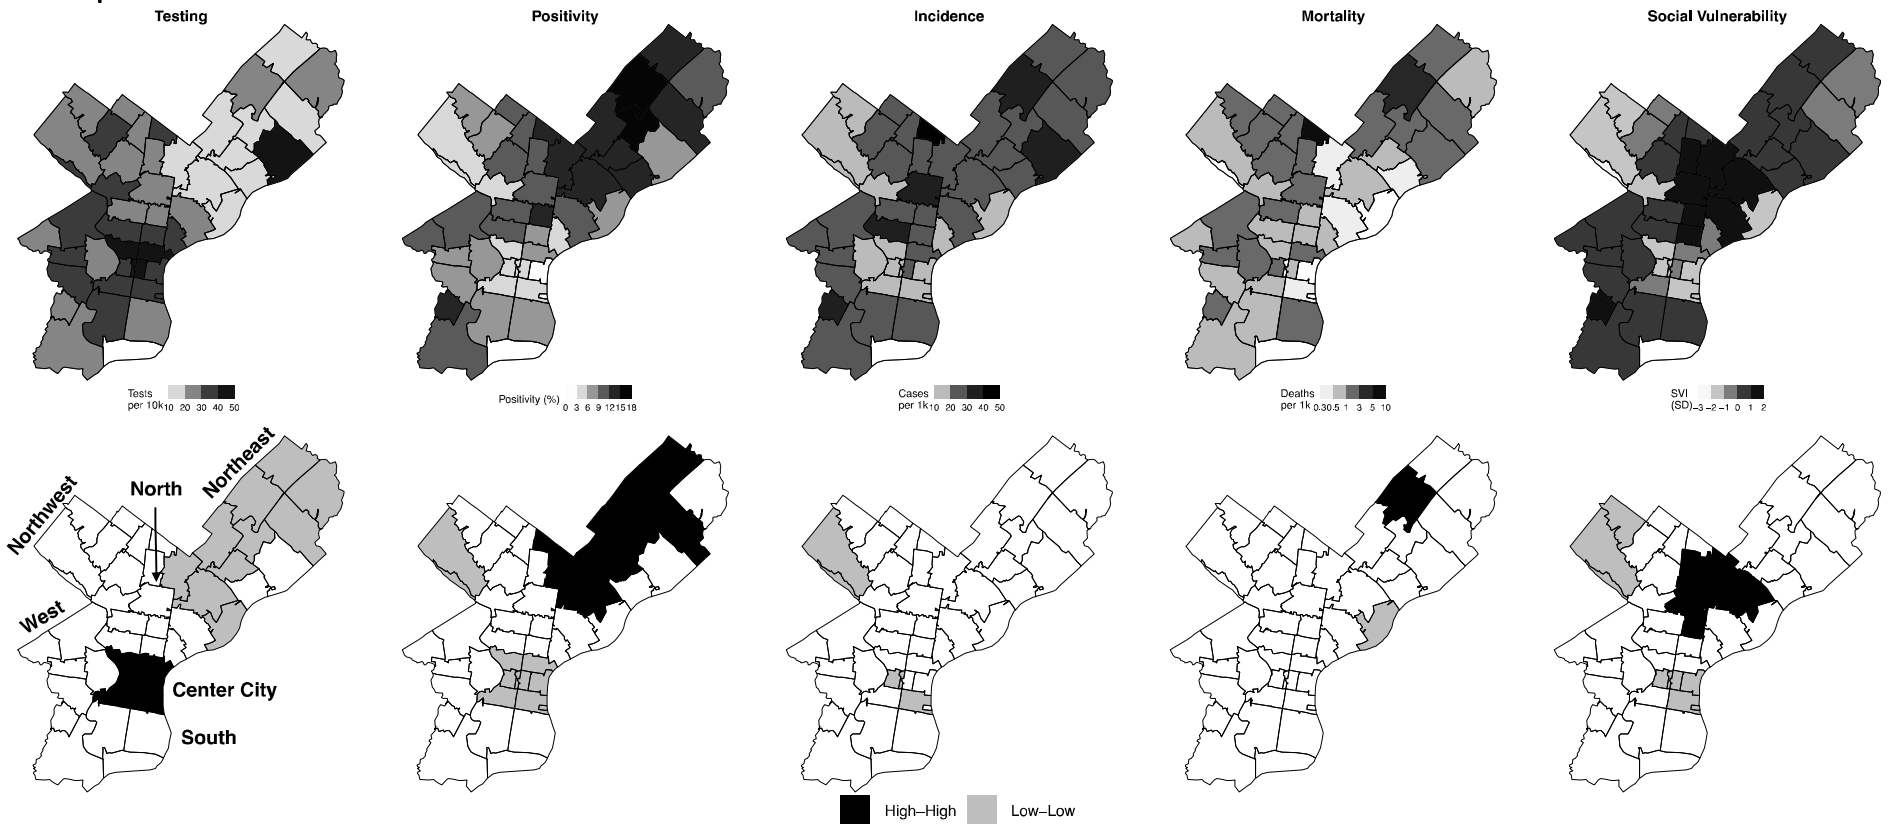 Testing
Positivity
Incidence
Mortality
Social Vulnerability
Tests
per 10k 10 20 30 40 50
Positivity (%) 0 3 6 9 12 15 18
Cases
per 1k 10 20 30 40 50
Deaths
per 1k 0.3 0.5 1 3 5 10
SVI
(SD) −3 −2 −1 0 1 2
Northwest
North
Northeast
West
Center City
South
High–High
Low–Low